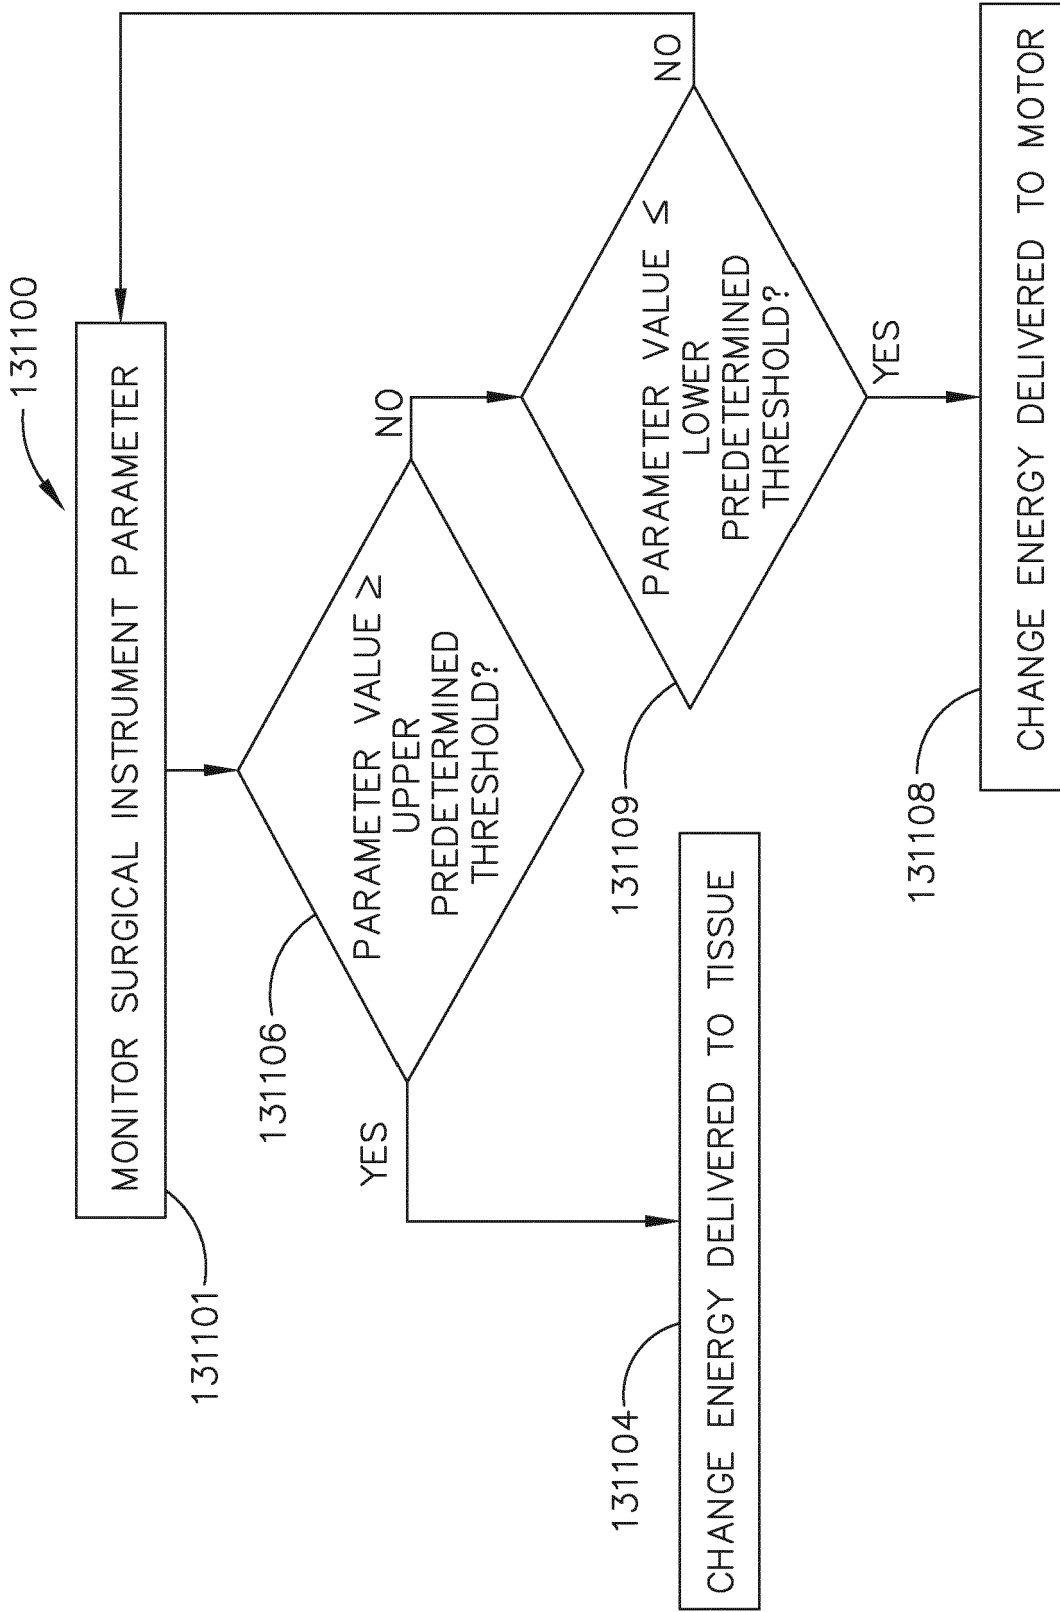 131100
MONITOR SURGICAL INSTRUMENT PARAMETER
131101
131106
PARAMETER VALUE ≥
UPPER
PREDETERMINED
THRESHOLD?
YES
NO
131109
PARAMETER VALUE ≤
LOWER
PREDETERMINED
THRESHOLD?
NO
YES
131104
CHANGE ENERGY DELIVERED TO TISSUE
131108
CHANGE ENERGY DELIVERED TO MOTOR